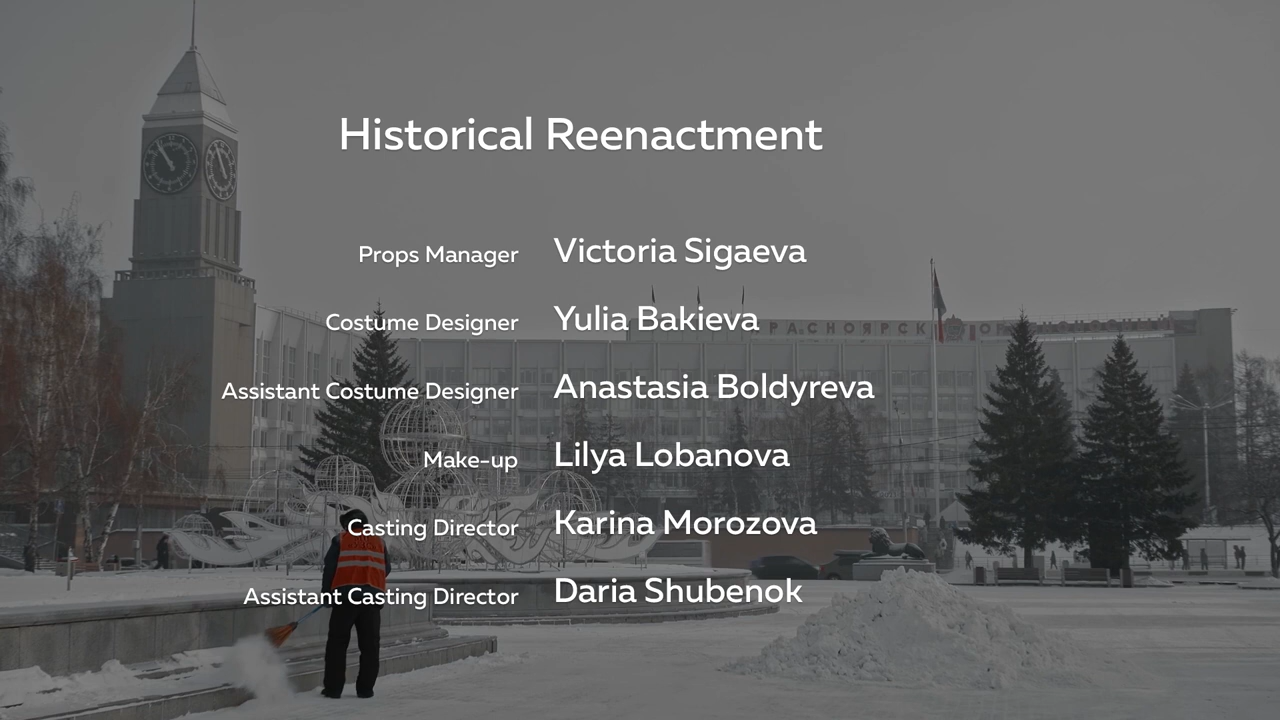 Historical Reenactment
Props Manager Victoria Sigaeva
Costume Designer Yulia Bakieva
Assistant Costume Designer Anastasia Boldyreva
Make-up Lilya Lobanova
Casting Director Karina Morozova
Assistant Casting Director Daria Shubenok